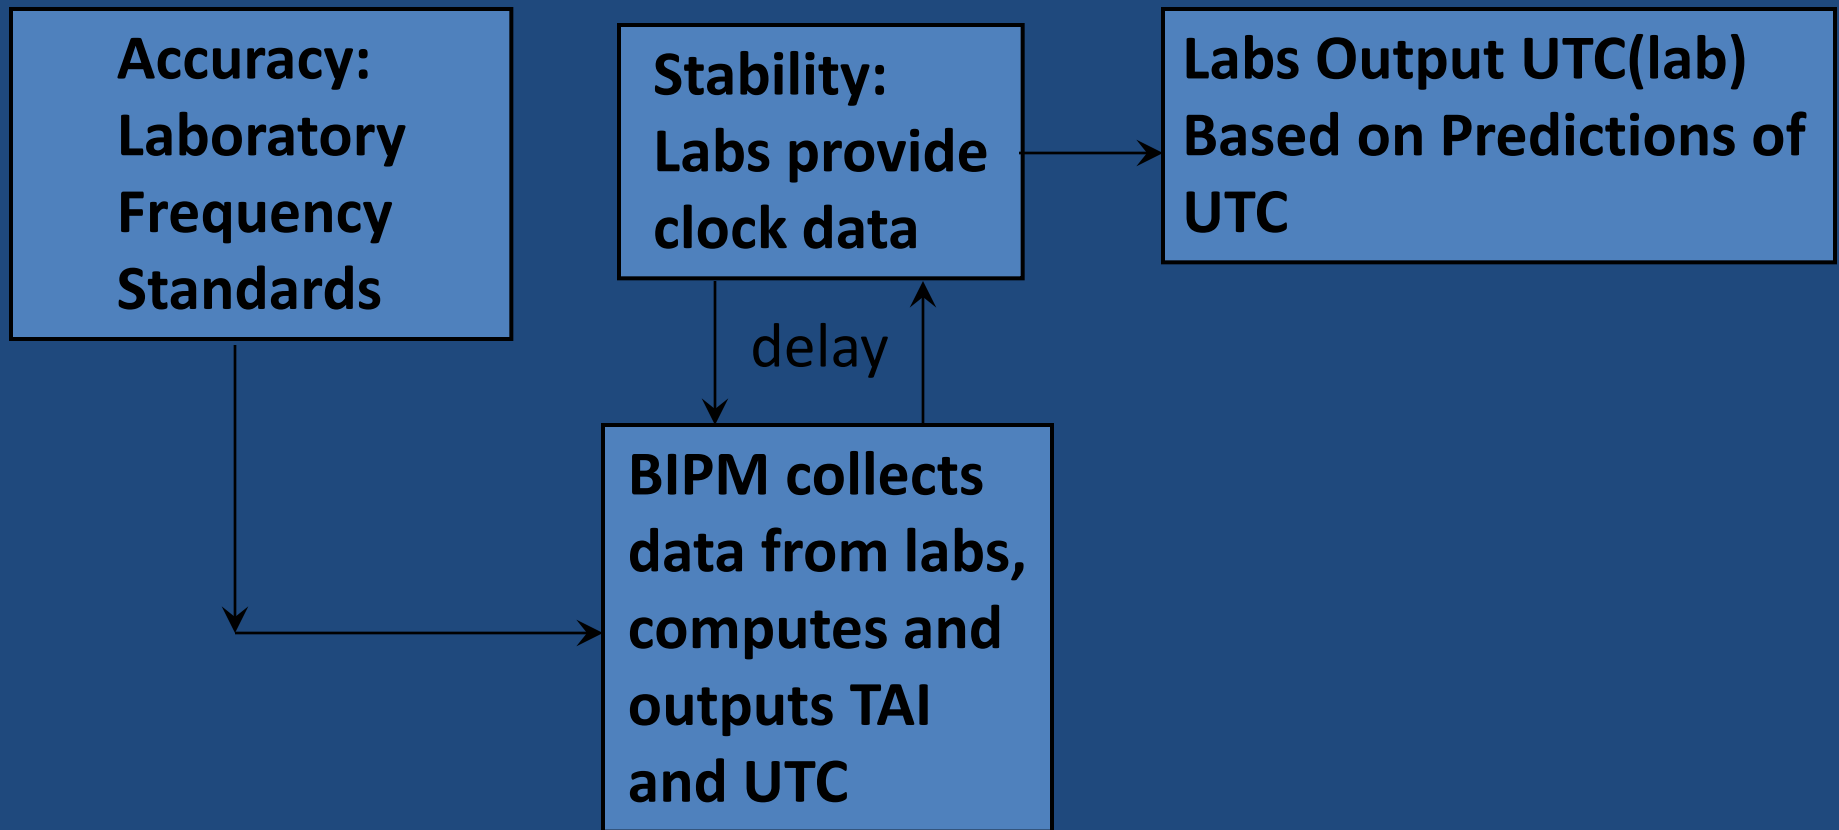 Accuracy:
Laboratory
Frequency
Standards
Stability:
Labs provide
clock data
Labs Output UTC(lab)
Based on Predictions of
UTC
delay
BIPM collects
data from labs,
computes and
outputs TAI
and UTC